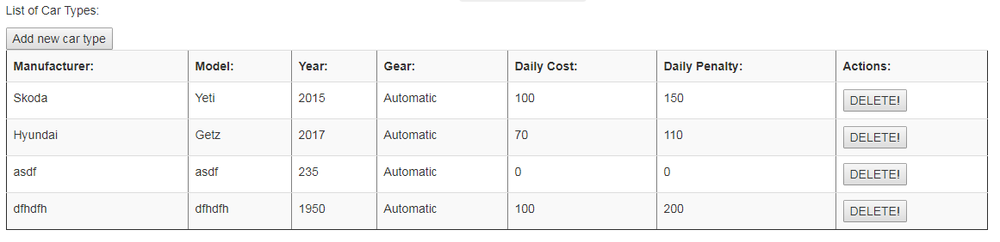 List of Car Types:
Add new car type
Manufacturer: Model: Year: Gear: Daily Cost: Daily Penalty: Actions:
Skoda Yeti 2015 Automatic 100 150 DELETE!
Hyundai Getz 2017 Automatic 70 110 DELETE!
asdf asdf 235 Automatic 0 0 DELETE!
dfhdfh dfhdfh 1950 Automatic 100 200 DELETE!